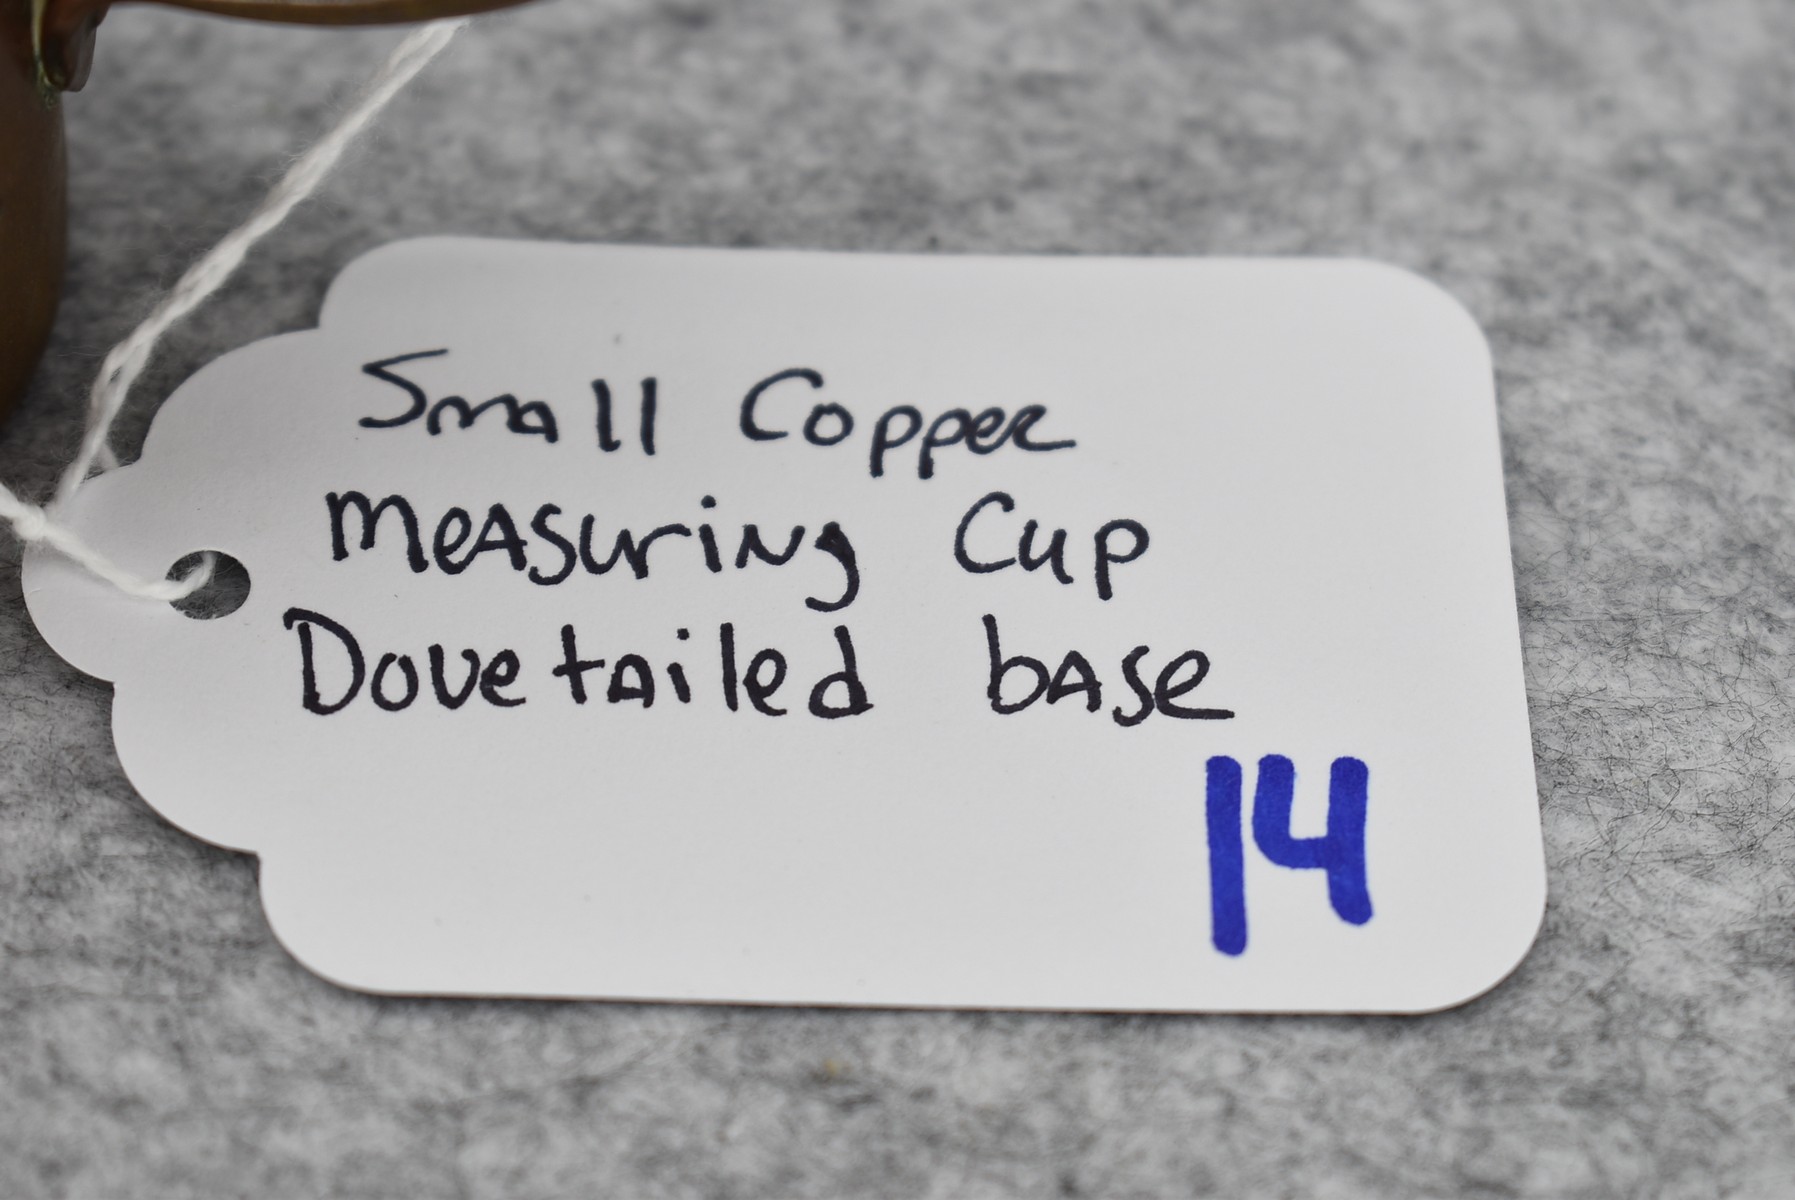 Small Copper
measuring Cup
Dovetailed base
14